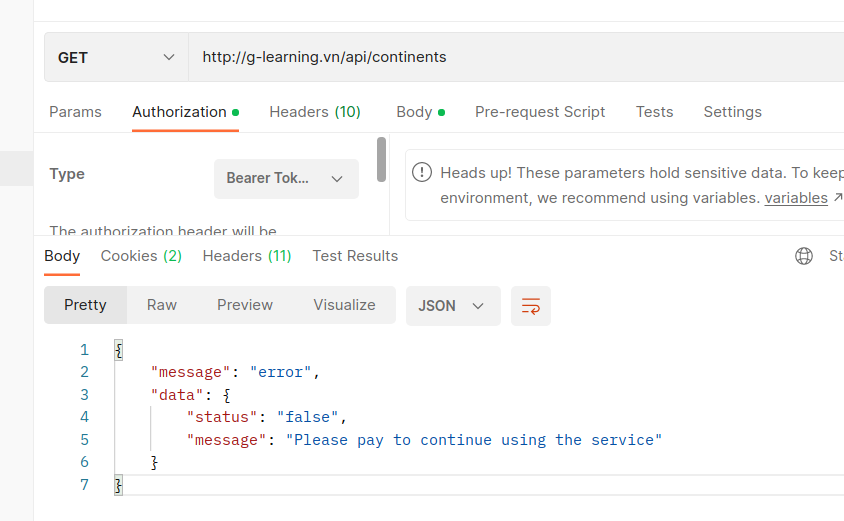 GET http://g-learning.vn/api/continents
Params Authorization Headers (10) Body Pre-request Script Tests Settings
Type Bearer Tok...
Heads up! These parameters hold sensitive data. To keep
environment, we recommend using variables. variables
The authorization header will be
Body Cookies (2) Headers (11) Test Results
Pretty Raw Preview Visualize JSON
1 {
2 "message": "error",
3 "data": {
4 "status": "false",
5 "message": "Please pay to continue using the service"
6 }
7 }